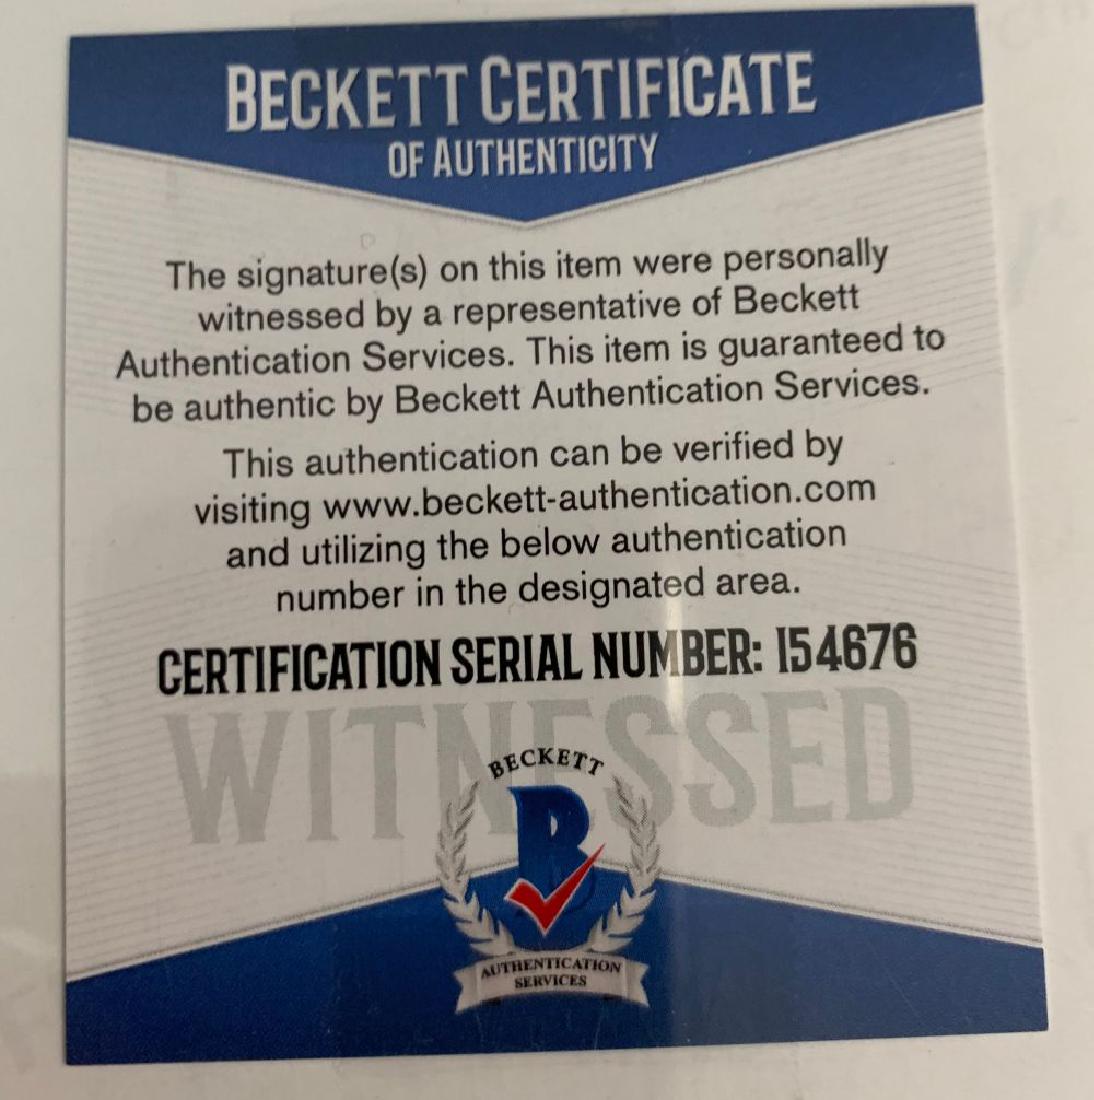 BECKETT CERTIFICATE
OF AUTHENTICITY
The signature(s) on this item were personally
witnessed by a representative of Beckett
Authentication Services. This item is guaranteed to
be authentic by Beckett Authentication Services.
This authentication can be verified by
visiting www.beckett-authentication.com
and utilizing the below authentication
number in the designated area.
CERTIFICATION SERIAL NUMBER: I54676
WITNESSED
BECKETT
B
AUTHENTICATION
SERVICES